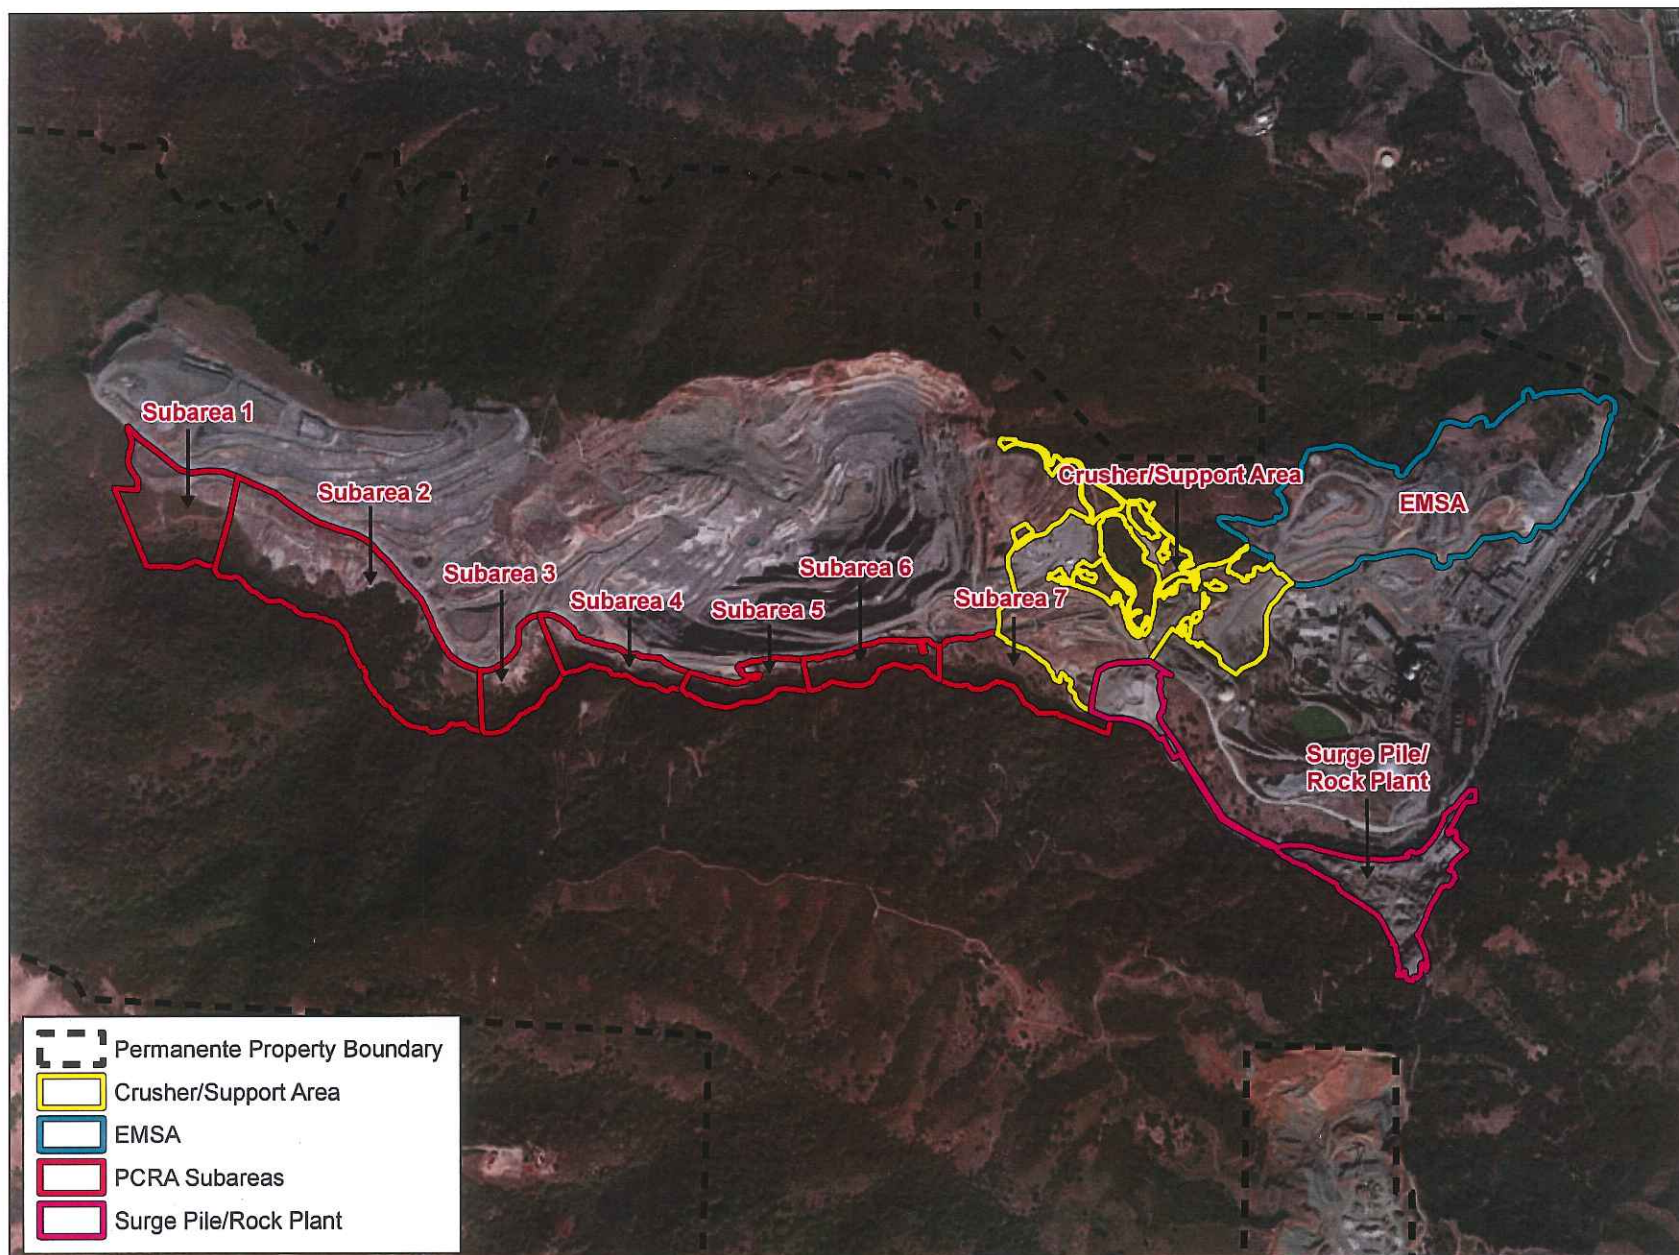 Subarea 1
Subarea 2
Subarea 3
Subarea 4
Subarea 5
Subarea 6
Subarea 7
Crusher/Support Area
EMSA
Surge Pile/
Rock Plant
Permanente Property Boundary
Crusher/Support Area
EMSA
PCRA Subareas
Surge Pile/Rock Plant